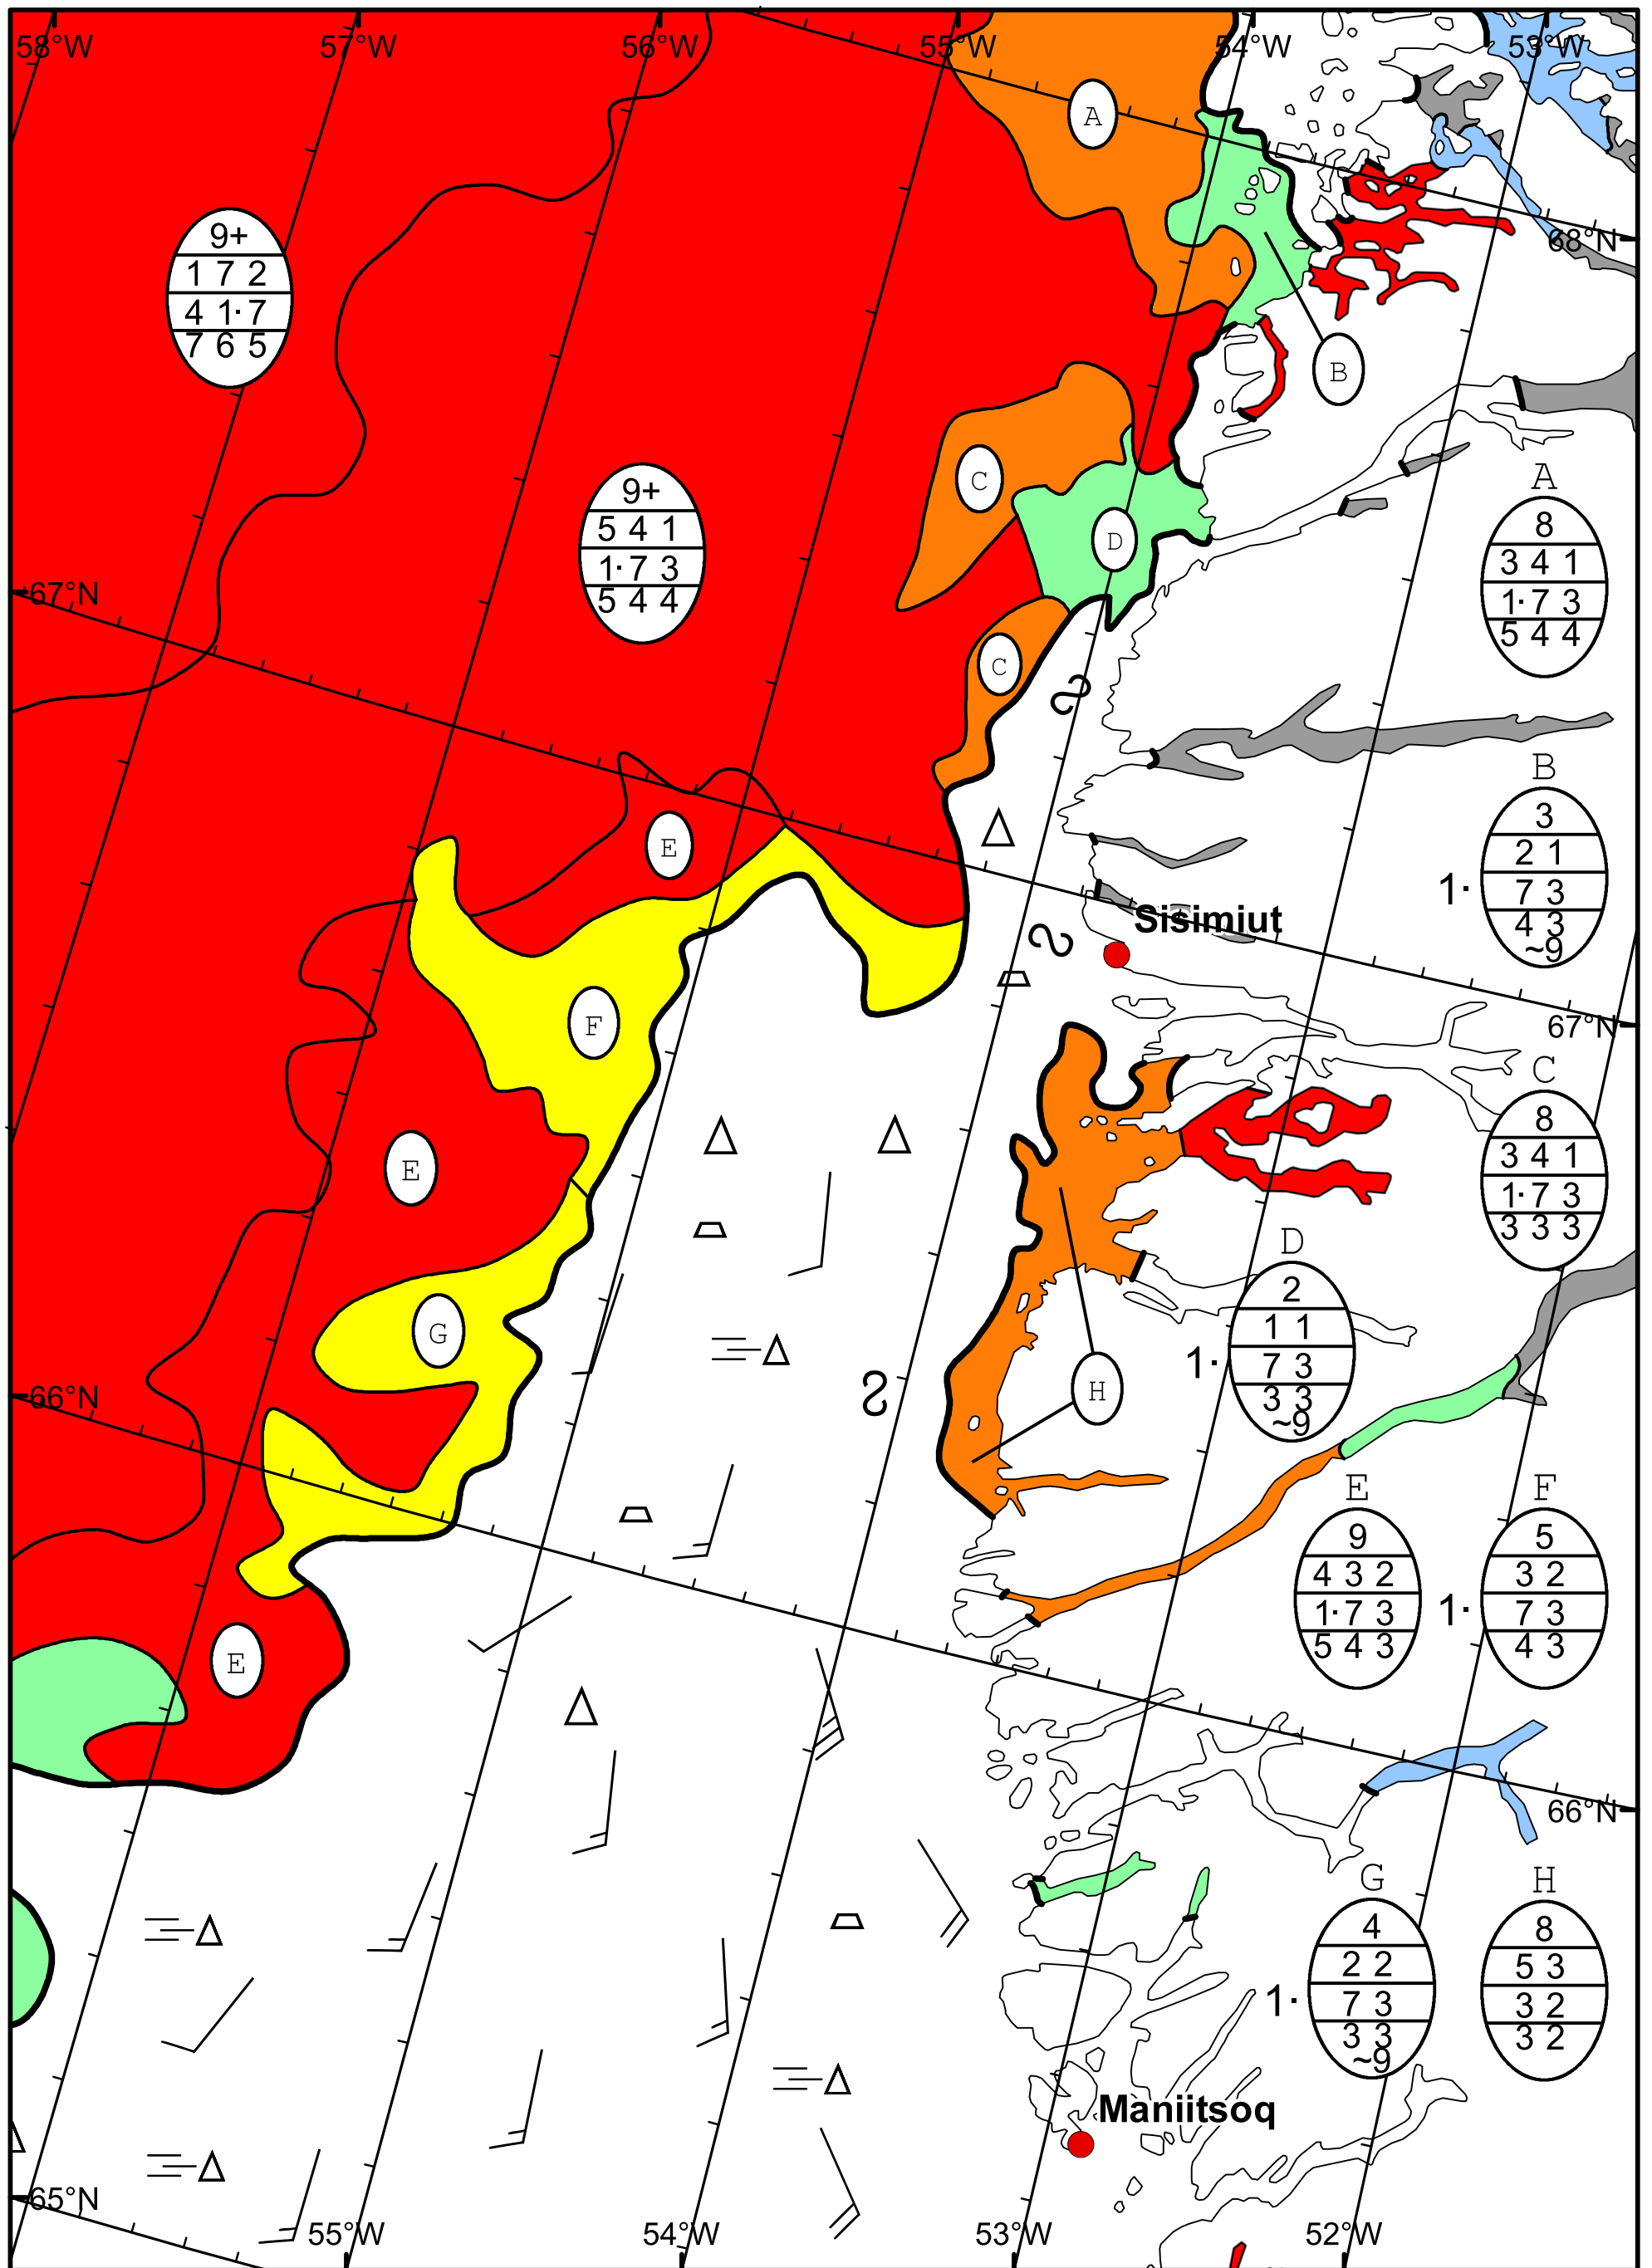 58°W 57°W 56°W 55°W 54°W 53°W
A
9+
1 7 2
4 1· 7
7 6 5
68°N
B
9+
5 4 1
1· 7 3
5 4 4
C
D
A
8
3 4 1
1· 7 3
5 4 4
67°N
C
B
3
2 1
1· 7 3
4 3
~9
E
Sisimiut
F
67°N
C
8
3 4 1
1· 7 3
3 3 3
E
D
2
1 1
1· 7 3
3 3
~9
G
H
66°N
E
9
4 3 2
1· 7 3
5 4 3
F
5
3 2
1· 7 3
4 3
E
66°N
G
4
2 2
1· 7 3
3 3
~9
H
8
5 3
3 2
3 2
Maniitsoq
65°N
55°W 54°W 53°W 52°W